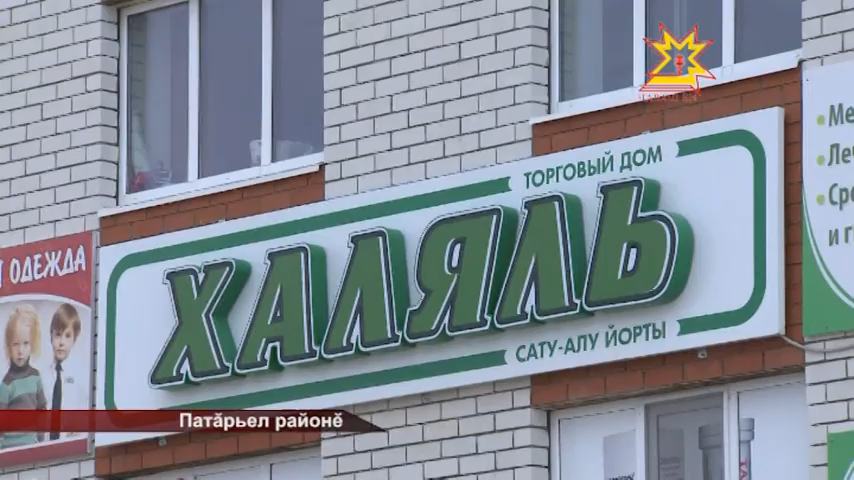 ТОРГОВЫЙ ДОМ
ХАЛЯЛЬ
САТУ-АЛУ ЙОРТЫ
ОДЕЖДА
Патӑрьел районӗ